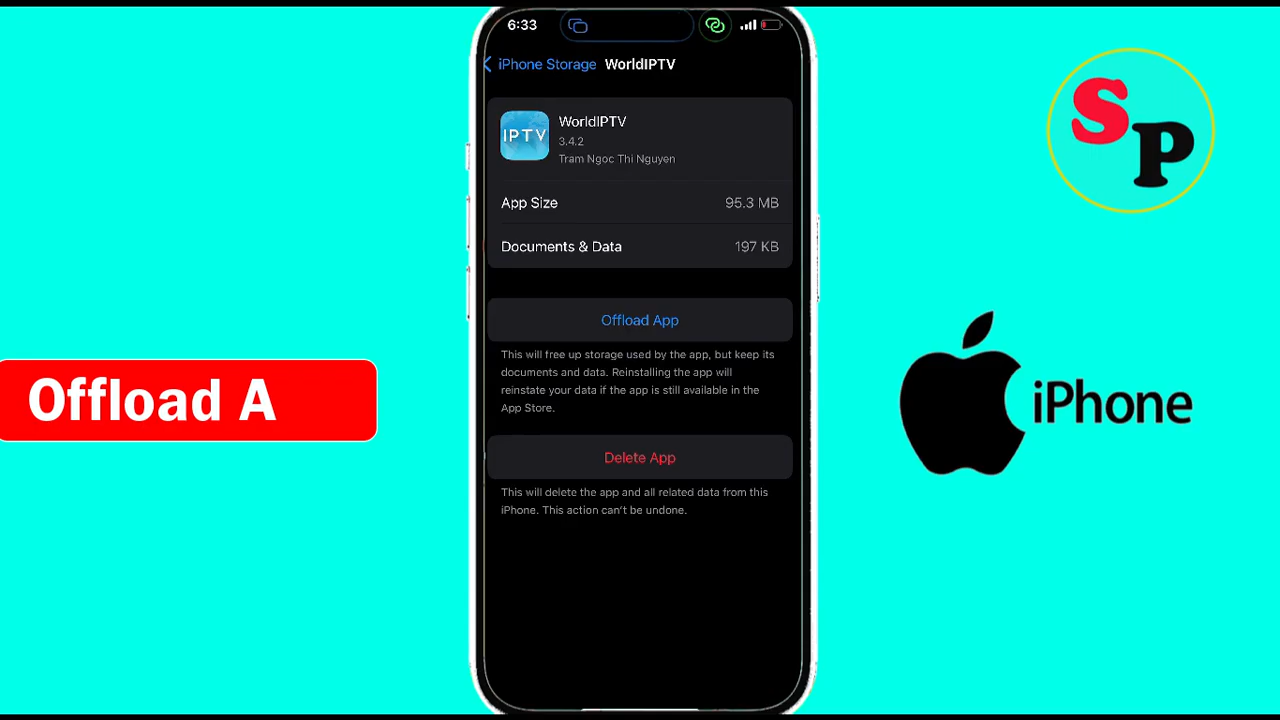 6:33
iPhone Storage WorldIPTV
IPTV
WorldIPTV
3.4.2
Tram Ngoc Thi Nguyen
App Size 95.3 MB
Documents & Data 197 KB
Offload App
This will free up storage used by the app, but keep its
documents and data. Reinstalling the app will
reinstate your data if the app is still available in the
App Store.
Delete App
This will delete the app and all related data from this
iPhone. This action can't be undone.
Offload A
SP
iPhone